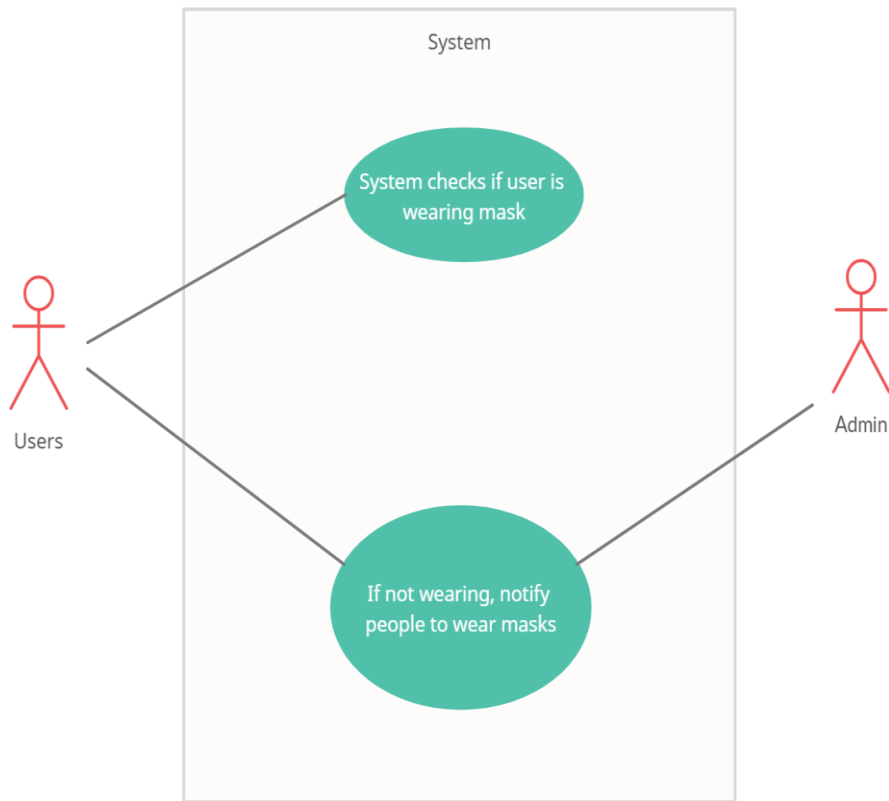 System
System checks if user is
wearing mask
Users
Admin
If not wearing, notify
people to wear masks